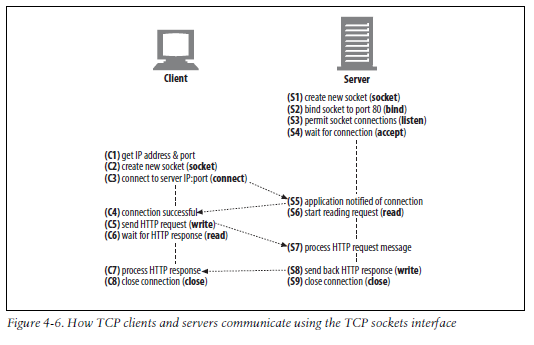 Client
Server
(S1) create new socket (socket)
(S2) bind socket to port 80 (bind)
(S3) permit socket connections (listen)
(S4) wait for connection (accept)
(C1) get IP address & port
(C2) create new socket (socket)
(C3) connect to server IP:port (connect)
(S5) application notified of connection
(C4) connection successful
(S6) start reading request (read)
(C5) send HTTP request (write)
(C6) wait for HTTP response (read)
(S7) process HTTP request message
(C7) process HTTP response
(S8) send back HTTP response (write)
(C8) close connection (close)
(S9) close connection (close)
Figure 4-6. How TCP clients and servers communicate using the TCP sockets interface